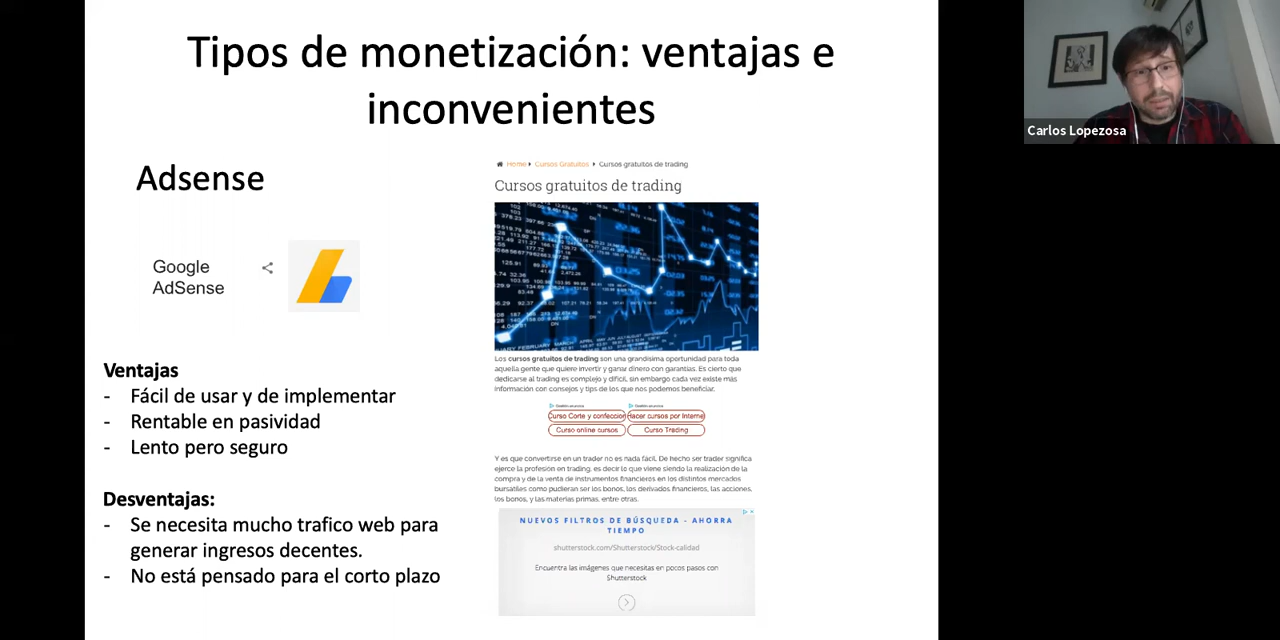 Tipos de monetización: ventajas e
inconvenientes
Carlos Lopezosa
Adsense
Google
AdSense
Ventajas
- Fácil de usar y de implementar
- Rentable en pasividad
- Lento pero seguro
Desventajas:
- Se necesita mucho trafico web para
generar ingresos decentes.
- No está pensado para el corto plazo
Home Cursos Gratuitos Cursos gratuitos de trading
Cursos gratuitos de trading
Los cursos gratuitos de trading son una grandísima oportunidad para toda
aquella gente que quiere invertir y ganar dinero con garantías. Es cierto que
dedicarse al trading es complejo y difícil, sin embargo cada vez existe más
información con consejos y tips de los que nos podemos beneficiar.
Curso Corte y confeccion Hacer cursos por Interne
Curso online cursos Curso Trading
Y es que convertirse en un trader no es nada fácil. De hecho ser trader significa
ejerce la profesión en trading, es decir lo que viene siendo la realización de la
compra y de la venta de instrumentos financieros en los distintos mercados
bursátiles como pudieran ser los bonos, los derivados financieros, las acciones,
los bonos, y las materias primas, entre otras.
NUEVOS FILTROS DE BÚSQUEDA - AHORRA
TIEMPO
shutterstock.com/Shutterstock/Stock-calidad
Encuentra las imágenes que necesitas en pocos pasos con
Shutterstock